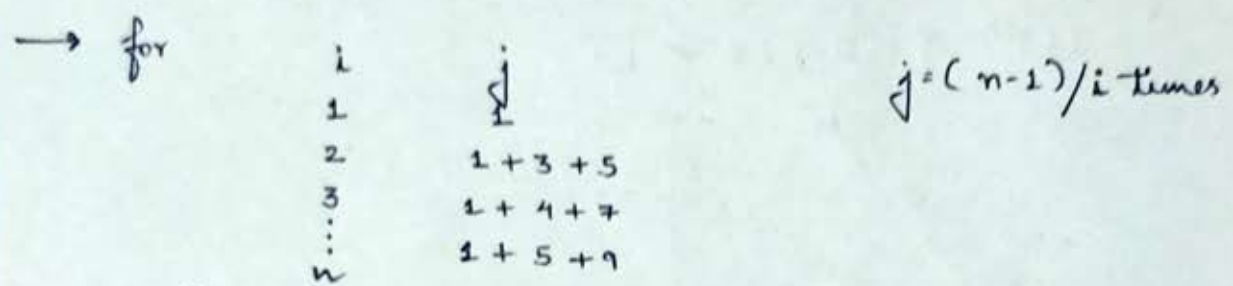 → for i j j = (n-1)/i times
1 1
2 1 + 3 + 5
3 1 + 4 + 7
⋮ 1 + 5 + 9
n